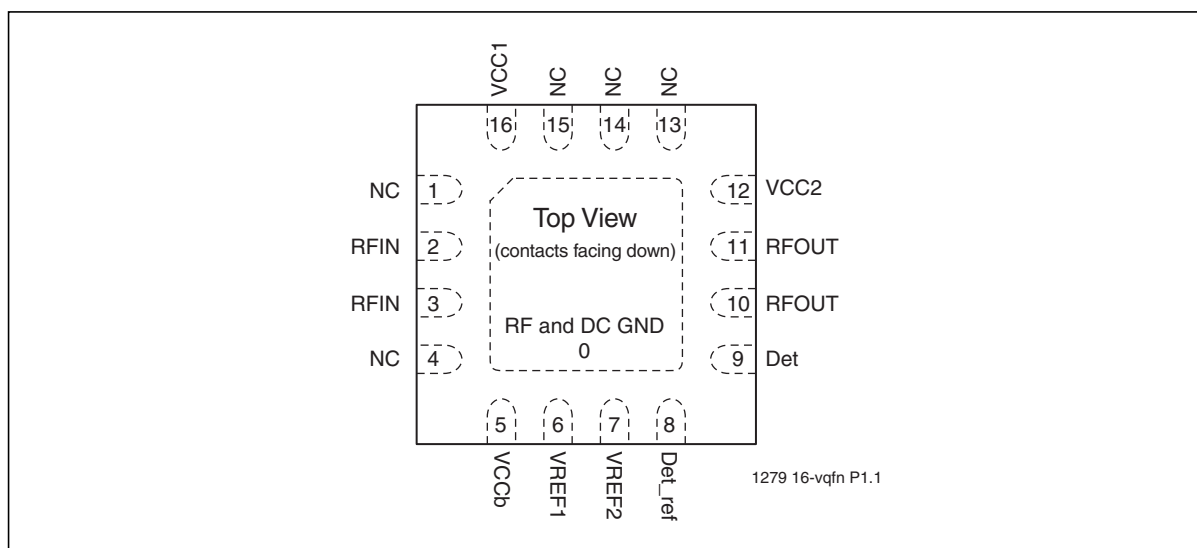 VCC1
NC
NC
NC
16
15
14
13
NC 1
RFIN 2
RFIN 3
NC 4
Top View
(contacts facing down)
RF and DC GND
0
12 VCC2
11 RFOUT
10 RFOUT
9 Det
5
6
7
8
VCCb
VREF1
VREF2
Det_ref
1279 16-vqfn P1.1